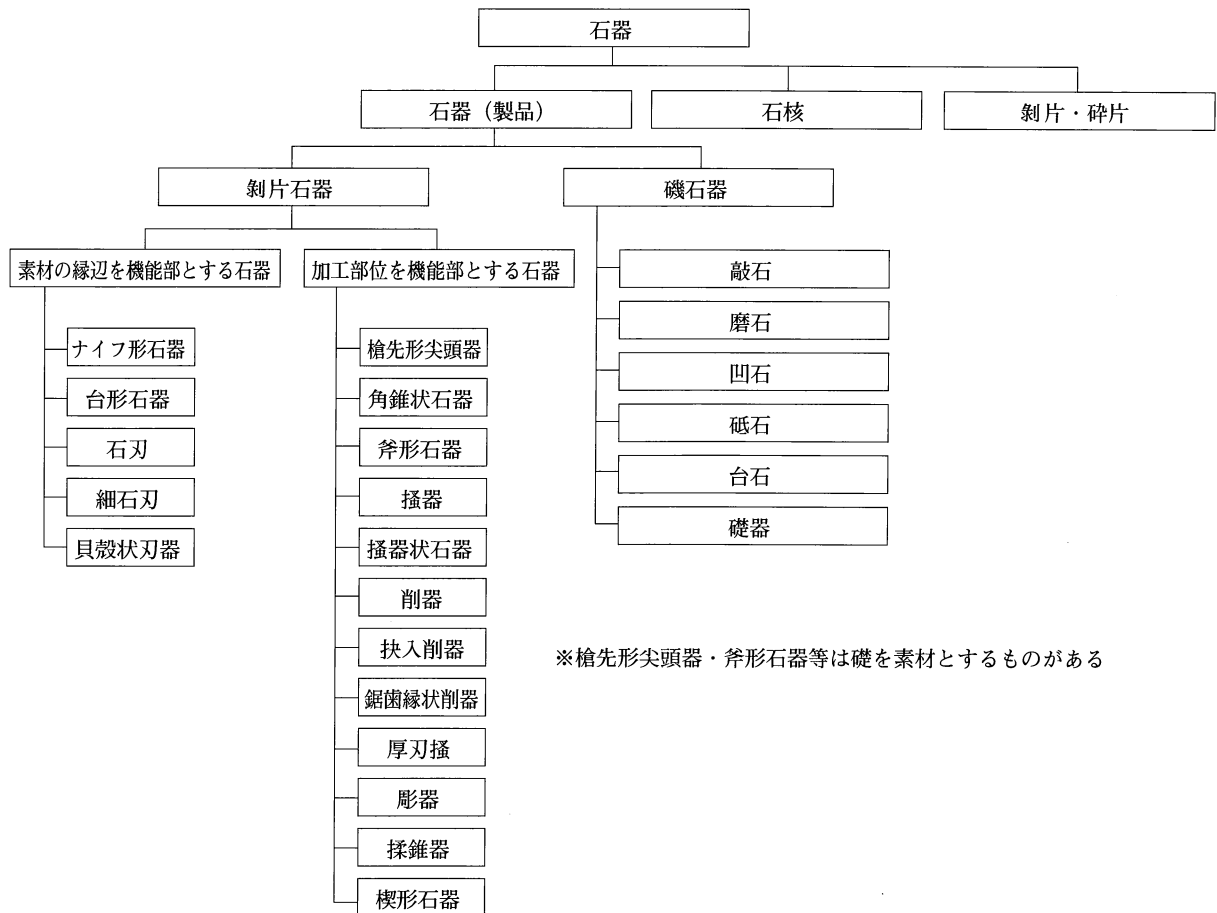 石器
石器（製品）
石核
剝片・砕片
剝片石器
磯石器
素材の縁辺を機能部とする石器
加工部位を機能部とする石器
ナイフ形石器
台形石器
石刃
細石刃
貝殻状刃器
槍先形尖頭器
角錐状石器
斧形石器
掻器
掻器状石器
削器
抉入削器
鋸歯縁状削器
厚刃掻
彫器
揉錐器
楔形石器
敲石
磨石
凹石
砥石
台石
礎器
※槍先形尖頭器・斧形石器等は礎を素材とするものがある